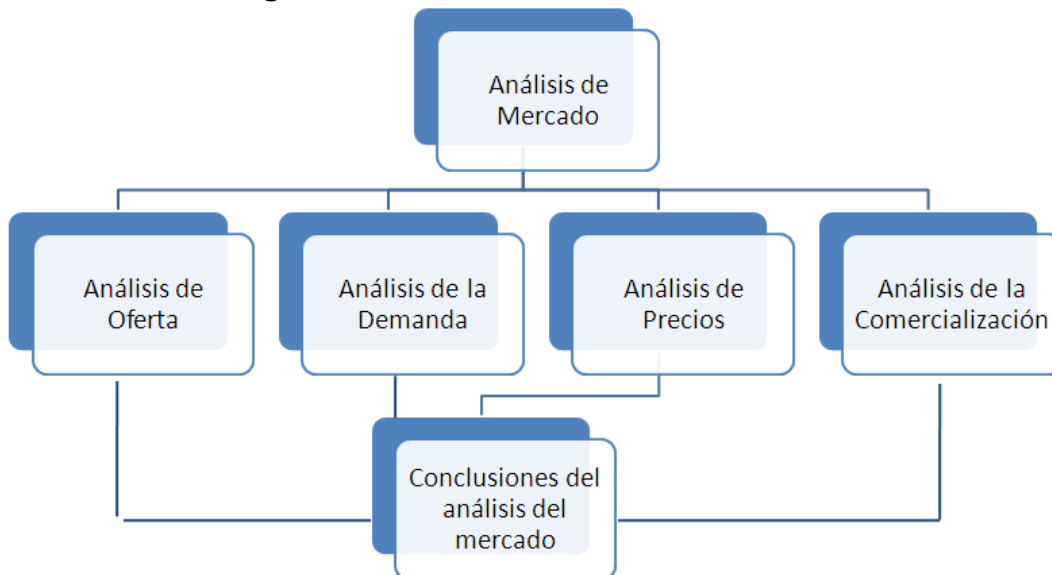 Análisis de
Mercado
Análisis de
Oferta
Análisis de la
Demanda
Análisis de
Precios
Análisis de la
Comercialización
Conclusiones del
análisis del
mercado